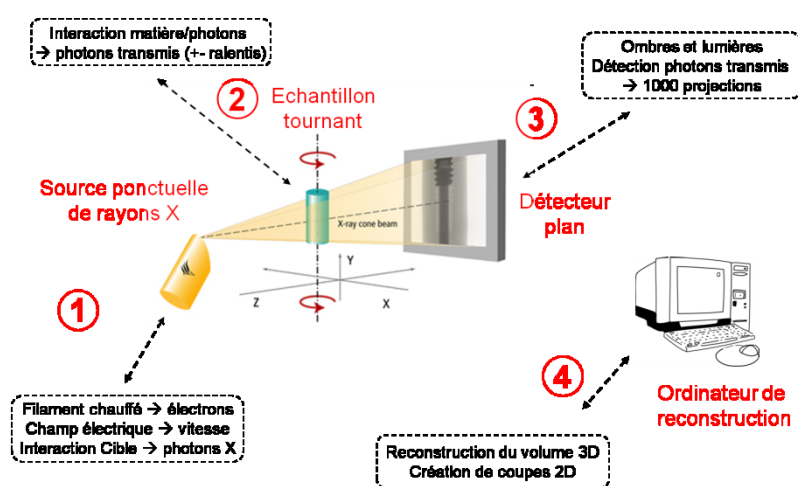 Interaction matière/photons
→ photons transmis (+- ralentis)
Ombres et lumières
Détection photons transmis
→ 1000 projections
2
Echantillon
tournant
3
Source ponctuelle
de rayons X
X-ray cone beam
Détecteur
plan
Y
Z
X
1
4
Ordinateur de
reconstruction
Filament chauffé → électrons
Champ électrique → vitesse
Interaction Cible → photons X
Reconstruction du volume 3D
Création de coupes 2D